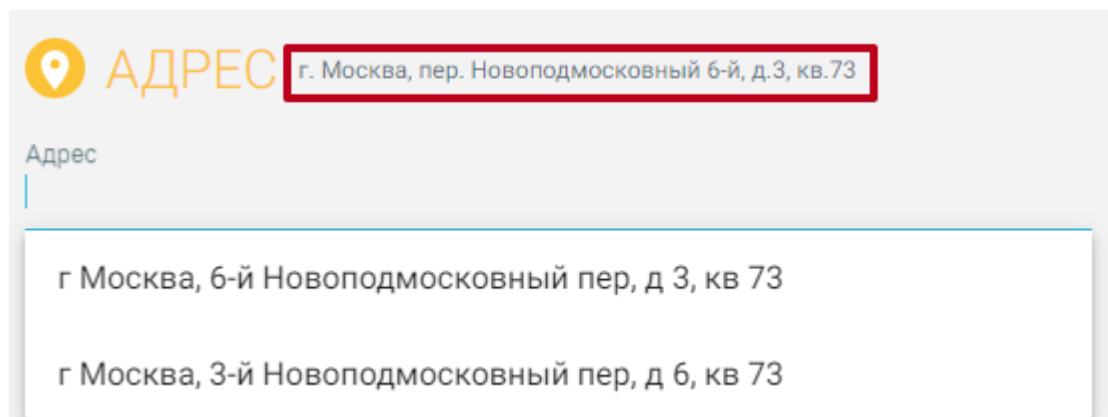 АДРЕС г. Москва, пер. Новоподмосковный 6-й, д.3, кв.73
Адрес
г Москва, 6-й Новоподмосковный пер, д 3, кв 73
г Москва, 3-й Новоподмосковный пер, д 6, кв 73